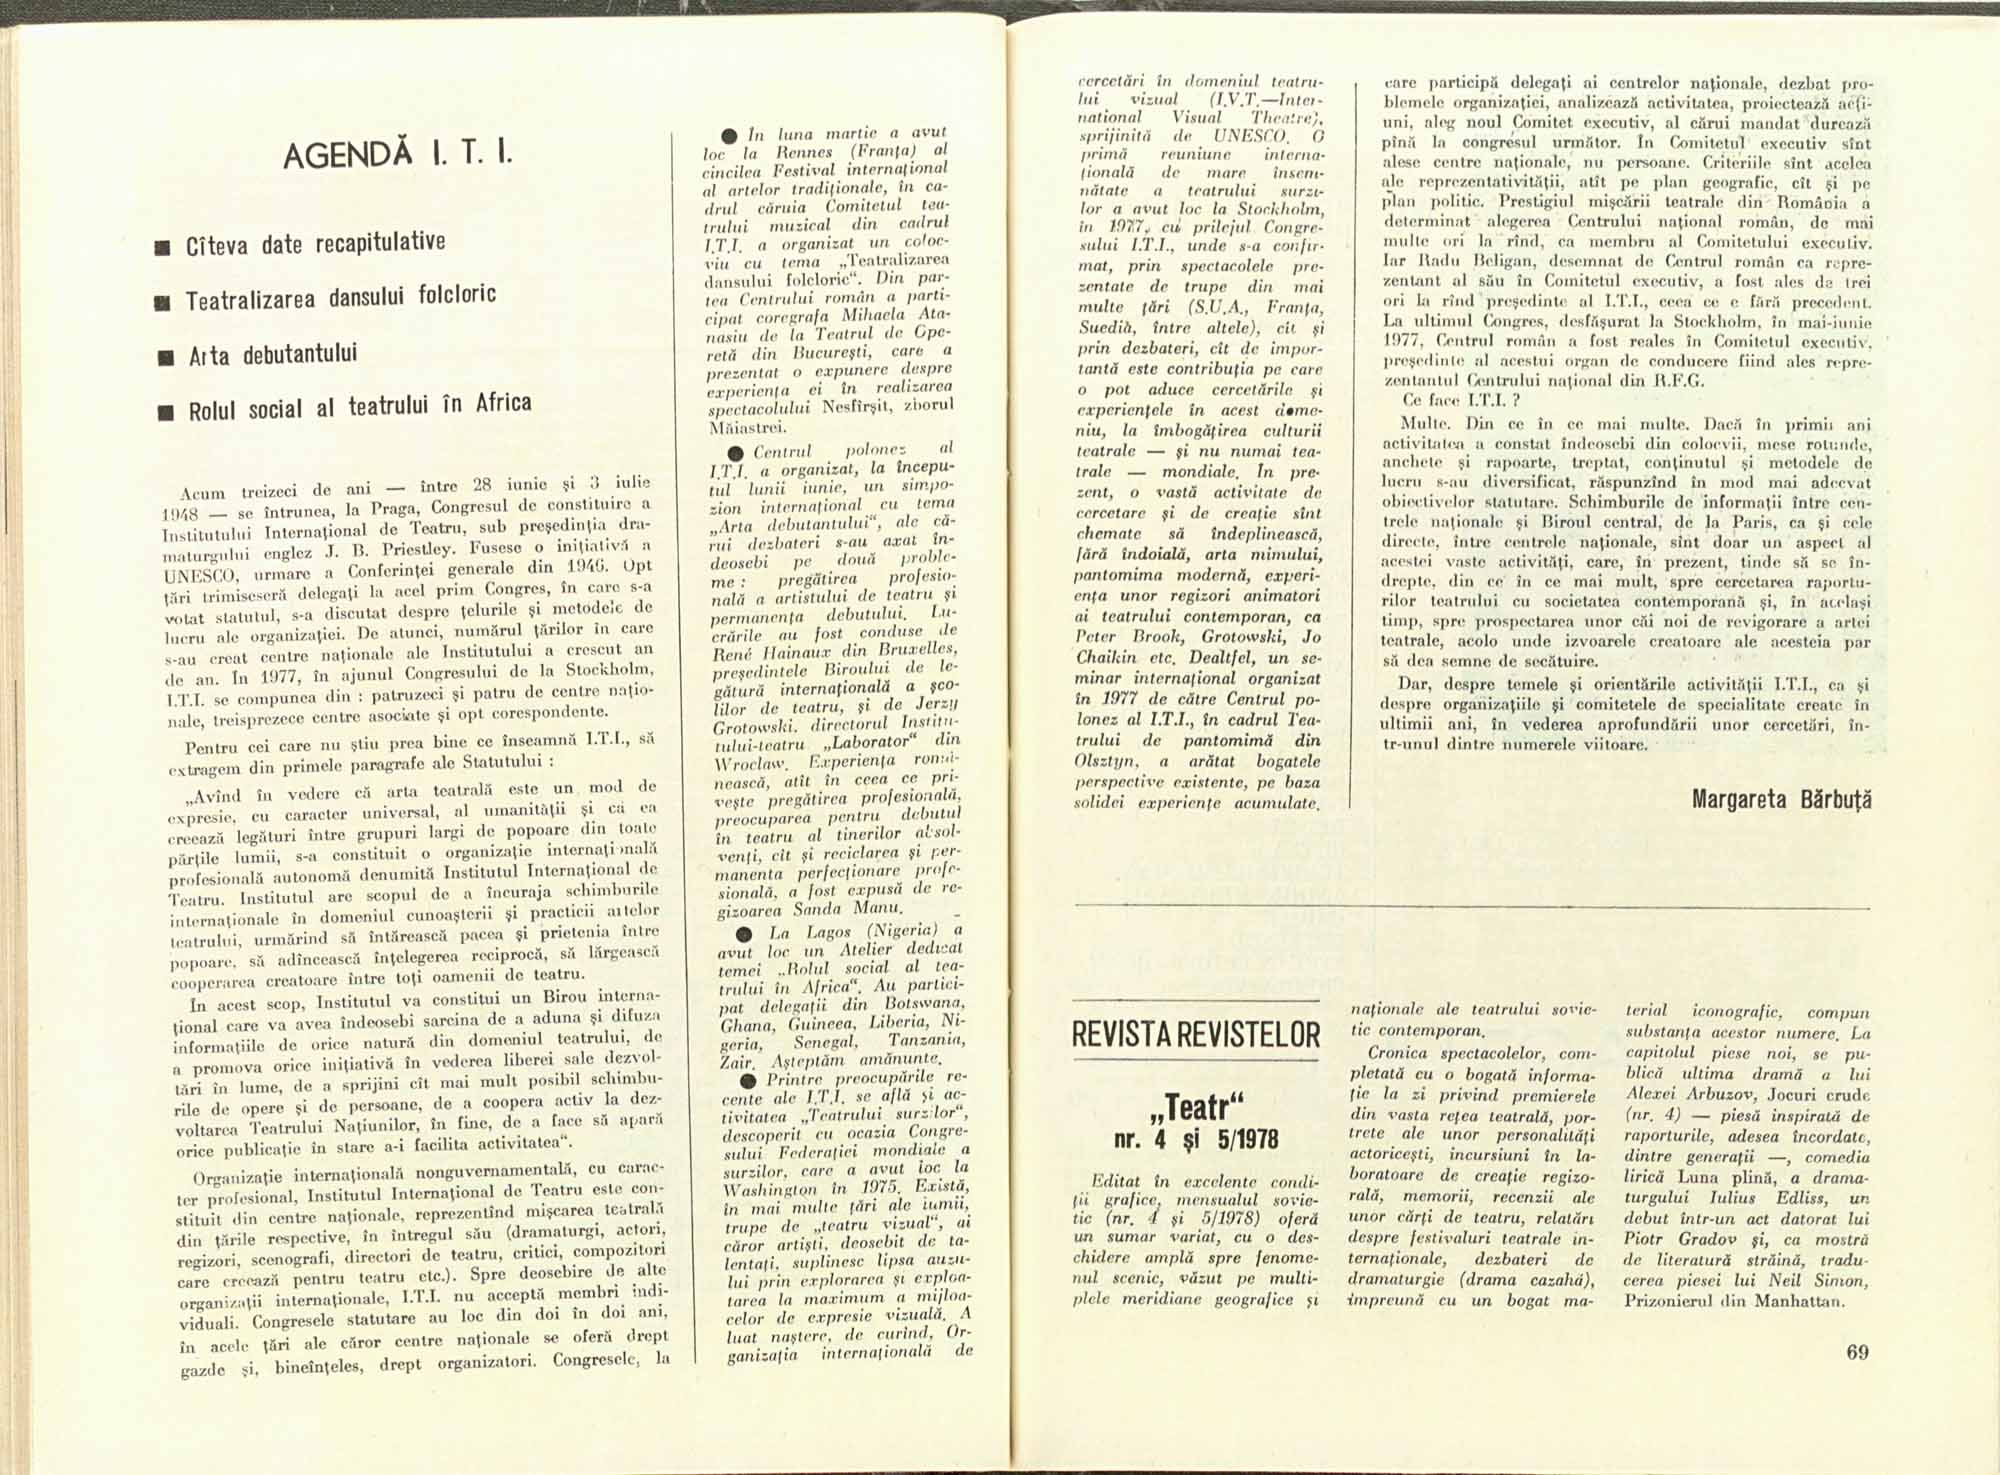 AGENDĂ I. T. I.
■ Cîteva date recapitulative
■ Teatralizarea dansului folcloric
■ Arta debutantului
■ Rolul social al teatrului în Africa
Acum treizeci de ani — între 28 iunie și 3 iulie
1948 — se întrunea, la Praga, Congresul de constituire a
Institutului Internațional de Teatru, sub președinția dra-
maturgului englez J. B. Priestley. Fusese o inițiativă a
UNESCO, urmare a Conferinței generale din 1946. Opt
țări trimiseseră delegați la acel prim Congres, în care s-a
votat statutul, s-a discutat despre țelurile și metodele de
lucru ale organizației. De atunci, numărul țărilor în care
s-au creat centre naționale ale Institutului a crescut an
de an. În 1977, în ajunul Congresului de la Stockholm,
I.T.I. se compunea din : patruzeci și patru de centre națio-
nale, treisprezece centre asociate și opt corespondente.
Pentru cei care nu știu prea bine ce înseamnă I.T.I., să
extragem din primele paragrafe ale Statutului :
„Avînd în vedere că arta teatrală este un mod de
expresie, cu caracter universal, al umanității și că ea
creează legături între grupuri largi de popoare din toate
părțile lumii, s-a constituit o organizație internațională
profesională autonomă denumită Institutul Internațional de
Teatru. Institutul are scopul de a încuraja schimburile
internaționale în domeniul cunoașterii și practicii artelor
teatrului, urmărind să întărească pacea și prietenia între
popoare, să adîncească înțelegerea reciprocă, să lărgească
cooperarea creatoare între toți oamenii de teatru.
În acest scop, Institutul va constitui un Birou interna-
țional care va avea îndeosebi sarcina de a aduna și difuza
informațiile de orice natură din domeniul teatrului, de
a promova orice inițiativă în vederea liberei sale dezvol-
tări în lume, de a sprijini cît mai mult posibil schimbu-
rile de opere și de persoane, de a coopera activ la dez-
voltarea Teatrului Națiunilor, în fine, de a face să apară
orice publicație în stare a-i facilita activitatea“.
Organizație internațională nonguvernamentală, cu carac-
ter profesional, Institutul Internațional de Teatru este con-
stituit din centre naționale, reprezentînd mișcarea teatrală
din țările respective, în întregul său (dramaturgi, actori,
regizori, scenografi, directori de teatru, critici, compozitori
care creează pentru teatru etc.). Spre deosebire de alte
organizații internaționale, I.T.I. nu acceptă membri indi-
viduali. Congresele statutare au loc din doi în doi ani,
în acele țări ale căror centre naționale se oferă drept
gazde și, bineînțeles, drept organizatori. Congresele, la
● În luna martie a avut
loc la Rennes (Franța) al
cincilea Festival internațional
al artelor tradiționale, în ca-
drul căruia Comitetul tea-
trului muzical din cadrul
I.T.I. a organizat un coloc-
viu cu tema „Teatralizarea
dansului folcloric“. Din par-
tea Centrului român a parti-
cipat coregrafa Mihaela Ata-
nasiu de la Teatrul de Ope-
retă din București, care a
prezentat o expunere despre
experiența ei în realizarea
spectacolului Nesfîrșit, zborul
Măiastrei.
● Centrul polonez al
I.T.I. a organizat, la începu-
tul lunii iunie, un simpo-
zion internațional cu tema
„Arta debutantului“, ale că-
rui dezbateri s-au axat în-
deosebi pe două proble-
me : pregătirea profesio-
nală a artistului de teatru și
permanența debutului. Lu-
crările au fost conduse de
René Hainaux din Bruxelles,
președintele Biroului de le-
gătură internațională a șco-
lilor de teatru, și de Jerzy
Grotowski, directorul Institu-
tului-teatru „Laborator“ din
Wroclaw. Experiența româ-
nească, atît în ceea ce pri-
vește pregătirea profesională,
preocuparea pentru debutul
în teatru al tinerilor absol-
venți, cît și reciclarea și per-
manenta perfecționare profe-
sională, a fost expusă de re-
gizoarea Sanda Manu.
● La Lagos (Nigeria) a
avut loc un Atelier dedicat
temei „Rolul social al tea-
trului în Africa“. Au partici-
pat delegații din Botswana,
Ghana, Guineea, Liberia, Ni-
geria, Senegal, Tanzania,
Zair. Așteptăm amănunte.
● Printre preocupările re-
cente ale I.T.I. se află și ac-
tivitatea „Teatrului surzilor“,
descoperit cu ocazia Congre-
sului Federației mondiale a
surzilor, care a avut loc la
Washington în 1975. Există,
în mai multe țări ale lumii,
trupe de „teatru vizual“, ai
căror artiști, deosebit de ta-
lentați, suplinesc lipsa auzu-
lui prin explorarea și exploa-
tarea la maximum a mijloa-
celor de expresie vizuală. A
luat naștere, de curînd, Or-
ganizația internațională de
cercetări în domeniul teatru-
lui vizual (I.V.T.—Inter-
national Visual Theatre),
sprijinită de UNESCO. O
primă reuniune interna-
țională de mare însem-
nătate a teatrului surzi-
lor a avut loc la Stockholm,
în 1977, cu prilejul Congre-
sului I.T.I., unde s-a confir-
mat, prin spectacolele pre-
zentate de trupe din mai
multe țări (S.U.A., Franța,
Suedia, între altele), cît și
prin dezbateri, cît de impor-
tantă este contribuția pe care
o pot aduce cercetările și
experiențele în acest dome-
niu, la îmbogățirea culturii
teatrale — și nu numai tea-
trale — mondiale. În pre-
zent, o vastă activitate de
cercetare și de creație sînt
chemate să îndeplinească,
fără îndoială, arta mimului,
pantomima modernă, experi-
ența unor regizori animatori
ai teatrului contemporan, ca
Peter Brook, Grotowski, Jo
Chaikin etc. Dealtfel, un se-
minar internațional organizat
în 1977 de către Centrul po-
lonez al I.T.I., în cadrul Tea-
trului de pantomimă din
Olsztyn, a arătat bogatele
perspective existente, pe baza
solidei experiențe acumulate.
care participă delegați ai centrelor naționale, dezbat pro-
blemele organizației, analizează activitatea, proiectează acți-
uni, aleg noul Comitet executiv, al cărui mandat durează
pînă la congresul următor. În Comitetul executiv sînt
alese centre naționale, nu persoane. Criteriile sînt acelea
ale reprezentativității, atît pe plan geografic, cît și pe
plan politic. Prestigiul mișcării teatrale din România a
determinat alegerea Centrului național român, de mai
multe ori la rînd, ca membru al Comitetului executiv.
Iar Radu Beligan, desemnat de Centrul român ca repre-
zentant al său în Comitetul executiv, a fost ales de trei
ori la rînd președinte al I.T.I., ceea ce e fără precedent.
La ultimul Congres, desfășurat la Stockholm, în mai-iunie
1977, Centrul român a fost reales în Comitetul executiv,
președinte al acestui organ de conducere fiind ales repre-
zentantul Centrului național din R.F.G.
Ce face I.T.I. ?
Multe. Din ce în ce mai multe. Dacă în primii ani
activitatea a constat îndeosebi din colocvii, mese rotunde,
anchete și rapoarte, treptat, conținutul și metodele de
lucru s-au diversificat, răspunzînd în mod mai adecvat
obiectivelor statutare. Schimburile de informații între cen-
trele naționale și Biroul central, de la Paris, ca și cele
directe, între centrele naționale, sînt doar un aspect al
acestei vaste activități, care, în prezent, tinde să se în-
drepte, din ce în ce mai mult, spre cercetarea raportu-
rilor teatrului cu societatea contemporană și, în același
timp, spre prospectarea unor căi noi de revigorare a artei
teatrale, acolo unde izvoarele creatoare ale acesteia par
să dea semne de secătuire.
Dar, despre temele și orientările activității I.T.I., ca și
despre organizațiile și comitetele de specialitate create în
ultimii ani, în vederea aprofundării unor cercetări, în-
tr-unul dintre numerele viitoare.
Margareta Bărbuță
REVISTA REVISTELOR
„Teatr“
nr. 4 și 5/1978
Editat în excelente condi-
ții grafice, mensualul sovie-
tic (nr. 4 și 5/1978) oferă
un sumar variat, cu o des-
chidere amplă spre fenome-
nul scenic, văzut pe multi-
plele meridiane geografice și
naționale ale teatrului sovie-
tic contemporan.
Cronica spectacolelor, com-
pletată cu o bogată informa-
ție la zi privind premierele
din vasta rețea teatrală, por-
trete ale unor personalități
actoricești, incursiuni în la-
boratoare de creație regizo-
rală, memorii, recenzii ale
unor cărți de teatru, relatări
despre festivaluri teatrale in-
ternaționale, dezbateri de
dramaturgie (drama cazahă),
împreună cu un bogat ma-
terial iconografic, compun
substanța acestor numere. La
capitolul piese noi, se pu-
blică ultima dramă a lui
Alexei Arbuzov, Jocuri crude
(nr. 4) — piesă inspirată de
raporturile, adesea încordate,
dintre generații —, comedia
lirică Luna plină, a drama-
turgului Iulius Edliss, un
debut într-un act datorat lui
Piotr Gradov și, ca mostră
de literatură străină, tradu-
cerea piesei lui Neil Simon,
Prizonierul din Manhattan.
69